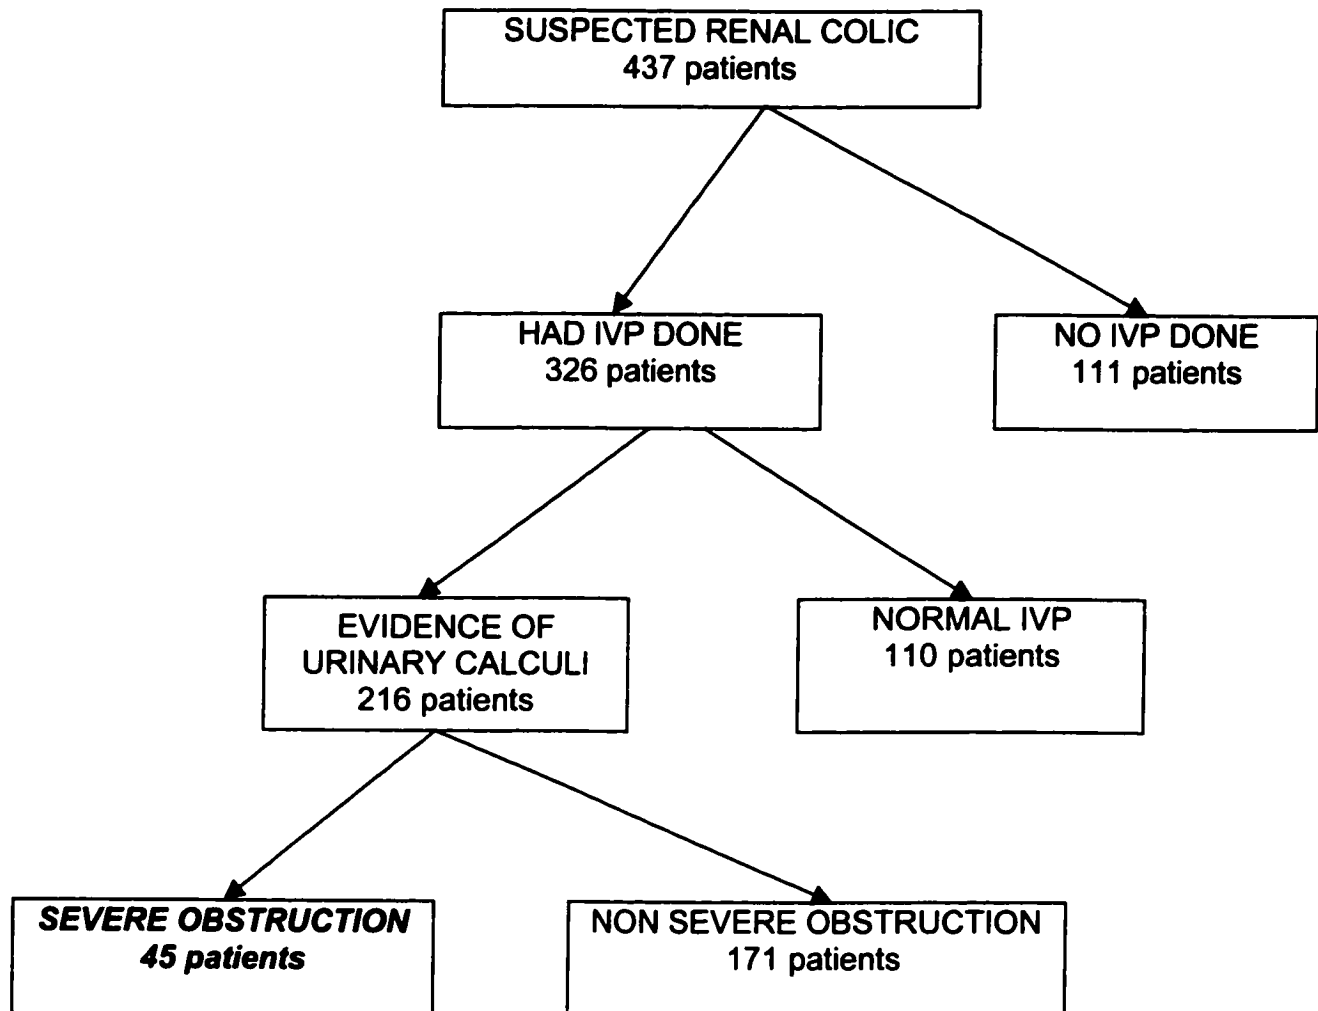 SUSPECTED RENAL COLIC
437 patients
HAD IVP DONE
326 patients
NO IVP DONE
111 patients
EVIDENCE OF
URINARY CALCULI
216 patients
NORMAL IVP
110 patients
SEVERE OBSTRUCTION
45 patients
NON SEVERE OBSTRUCTION
171 patients